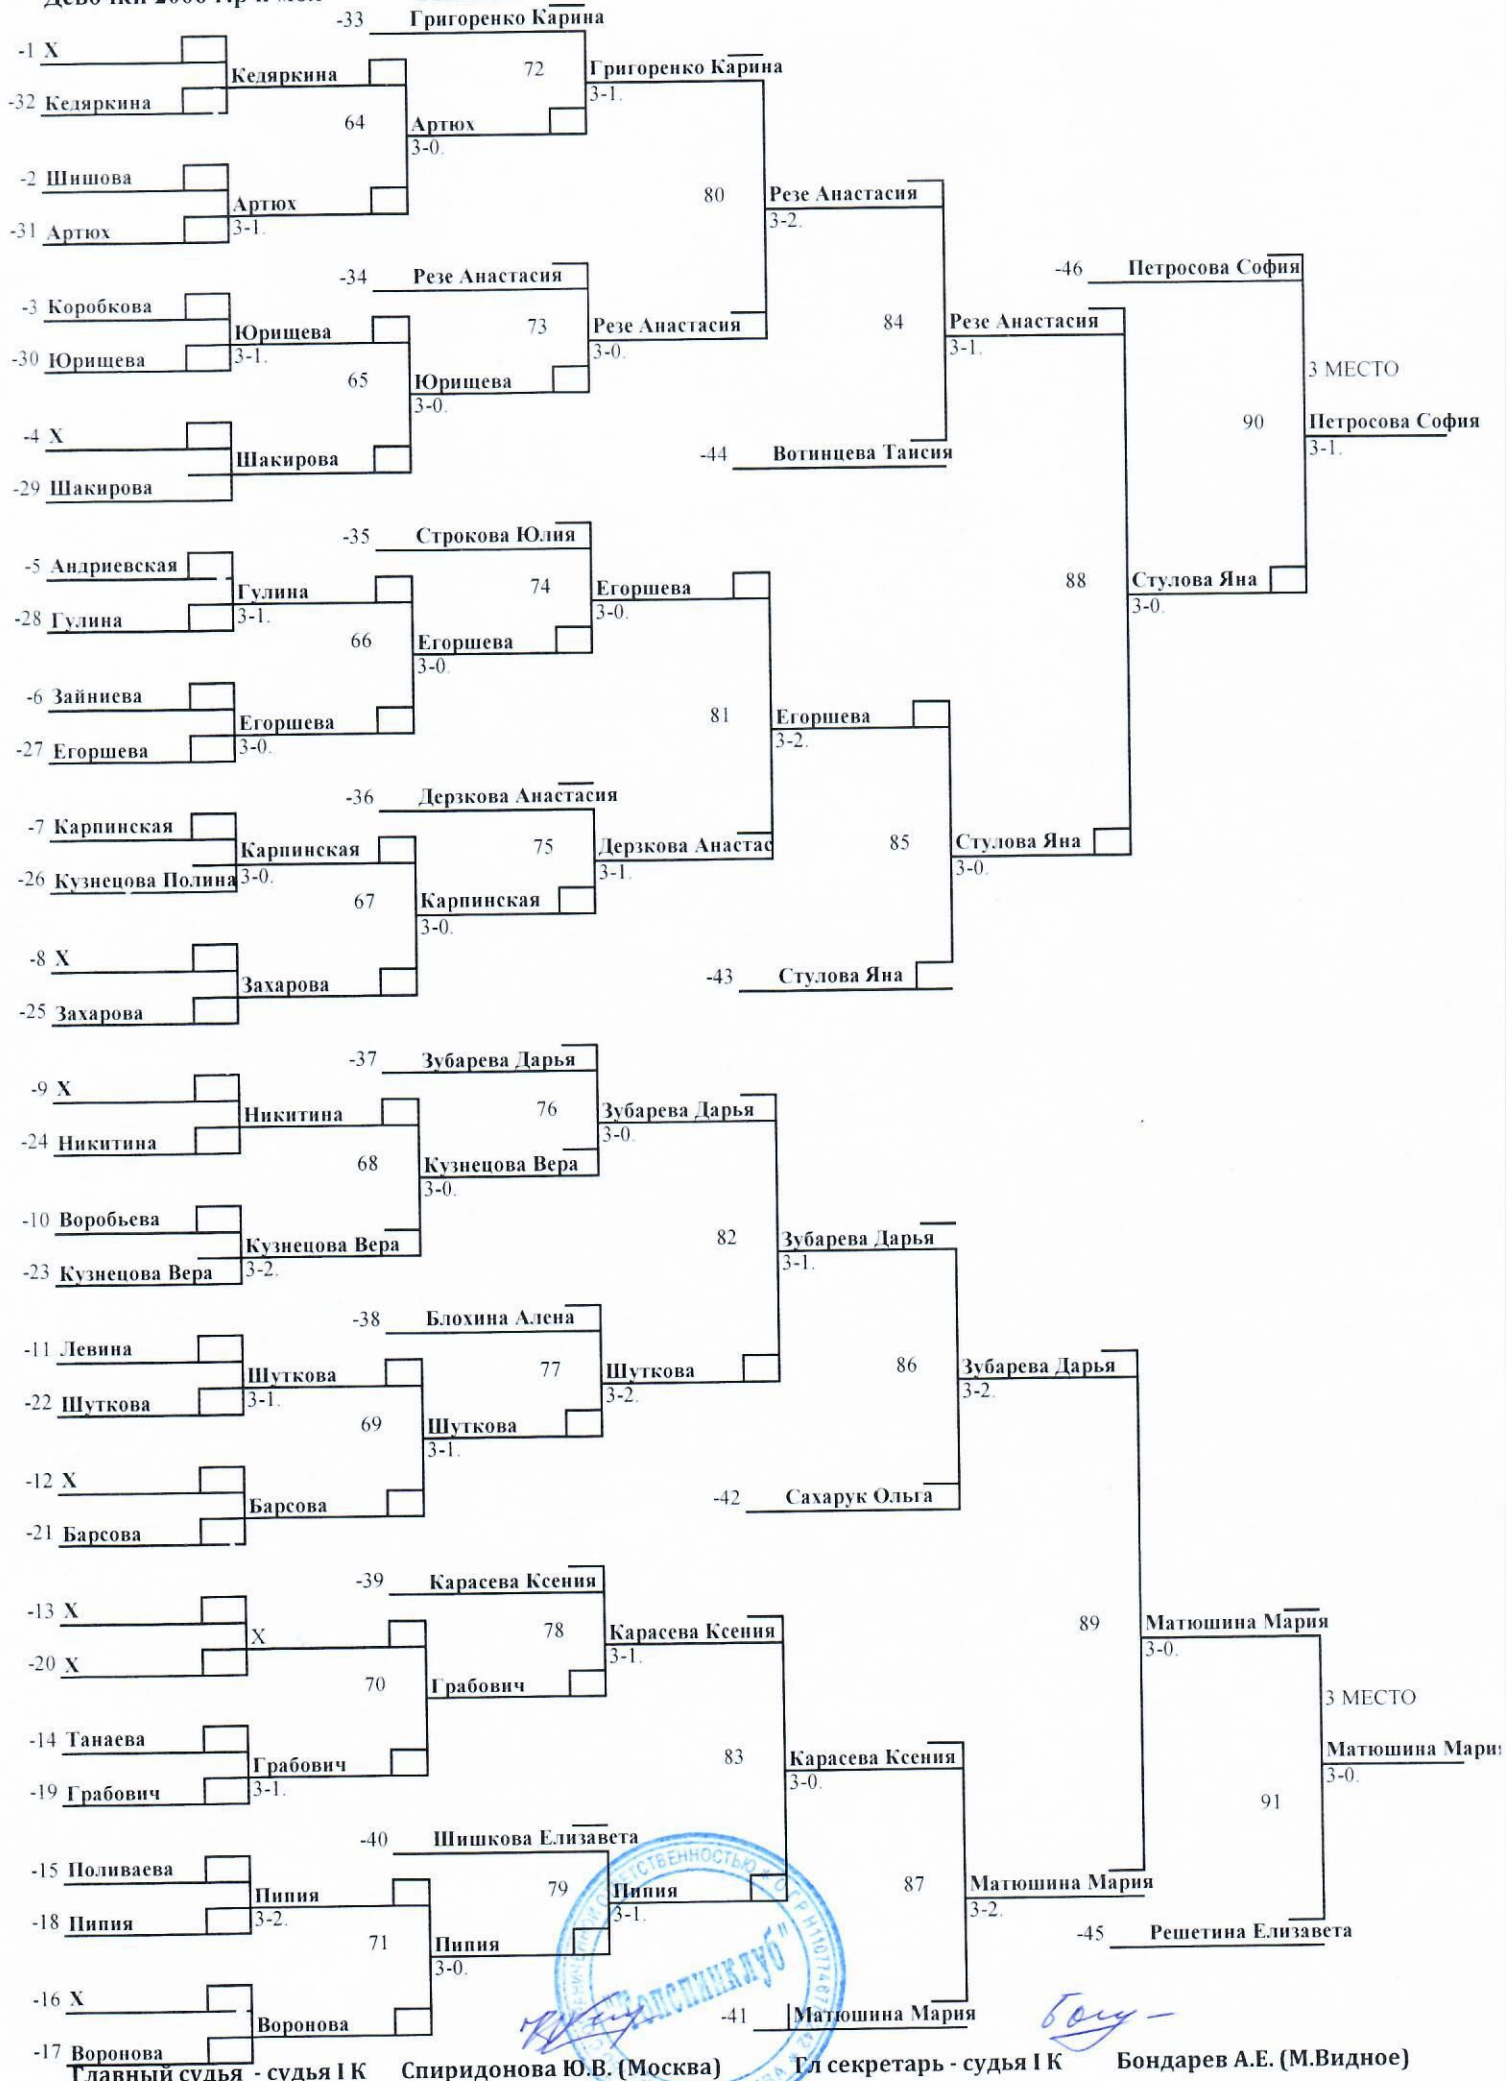 -33 Григоренко Карина
-1 X
72 Григоренко Карина
Кедяркина
3-1.
-32 Кедяркина
64 Артюх
3-0.
-2 Шишова
80 Резе Анастасия
Артюх
3-2.
3-1.
-31 Артюх
-34 Резе Анастасия
-46 Петросова София
-3 Коробкова
Юрищева
73 Резе Анастасия
84 Резе Анастасия
3-1.
3-0.
3-1.
-30 Юрищева
65 Юрищева
3 МЕСТО
3-0.
-4 X
90 Петросова София
3-1.
Шакирова
-44 Вотинцева Таисия
-29 Шакирова
-35 Строкова Юлия
-5 Андриевская
Гулина
74 Егоршева
88 Стулова Яна
3-1.
3-0.
3-0.
-28 Гулина
66 Егоршева
3-0.
-6 Зайниева
Егоршева
81 Егоршева
3-0.
3-2.
-27 Егоршева
-36 Дерзкова Анастасия
-7 Карпинская
Карпинская
75 Дерзкова Анастас
85 Стулова Яна
3-0.
3-1.
3-0.
-26 Кузнецова Полина
67 Карпинская
3-0.
-8 X
Захарова
-43 Стулова Яна
-25 Захарова
-37 Зубарева Дарья
-9 X
Никитина
76 Зубарева Дарья
3-0.
-24 Никитина
68 Кузнецова Вера
3-0.
-10 Воробьева
Кузнецова Вера
82 Зубарева Дарья
3-2.
3-1.
-23 Кузнецова Вера
-38 Блохина Алена
-11 Левина
Шуткова
77 Шуткова
86 Зубарева Дарья
3-1.
3-2.
3-2.
-22 Шуткова
69 Шуткова
3-1.
-12 X
Барсова
-42 Сахарук Ольга
-21 Барсова
-39 Карасева Ксения
-13 X
X
78 Карасева Ксения
89 Матюшина Мария
3-1.
3-0.
-20 X
70 Грабович
3 МЕСТО
-14 Танаева
Грабович
83 Карасева Ксения
Матюшина Мари
3-1.
3-0.
3-0.
-19 Грабович
91
-40 Шишкова Елизавета
-15 Поливаева
Пипия
79 Пипия
87 Матюшина Мария
3-2.
3-1.
3-2.
-18 Пипия
71 Пипия
-45 Решетина Елизавета
3-0.
-16 X
Воронова
-41 Матюшина Мария
-17 Воронова
Главный судья - судья I К Спиридонова Ю.В. (Москва) Гл секретарь - судья I К Бондарев А.Е. (М.Видное)